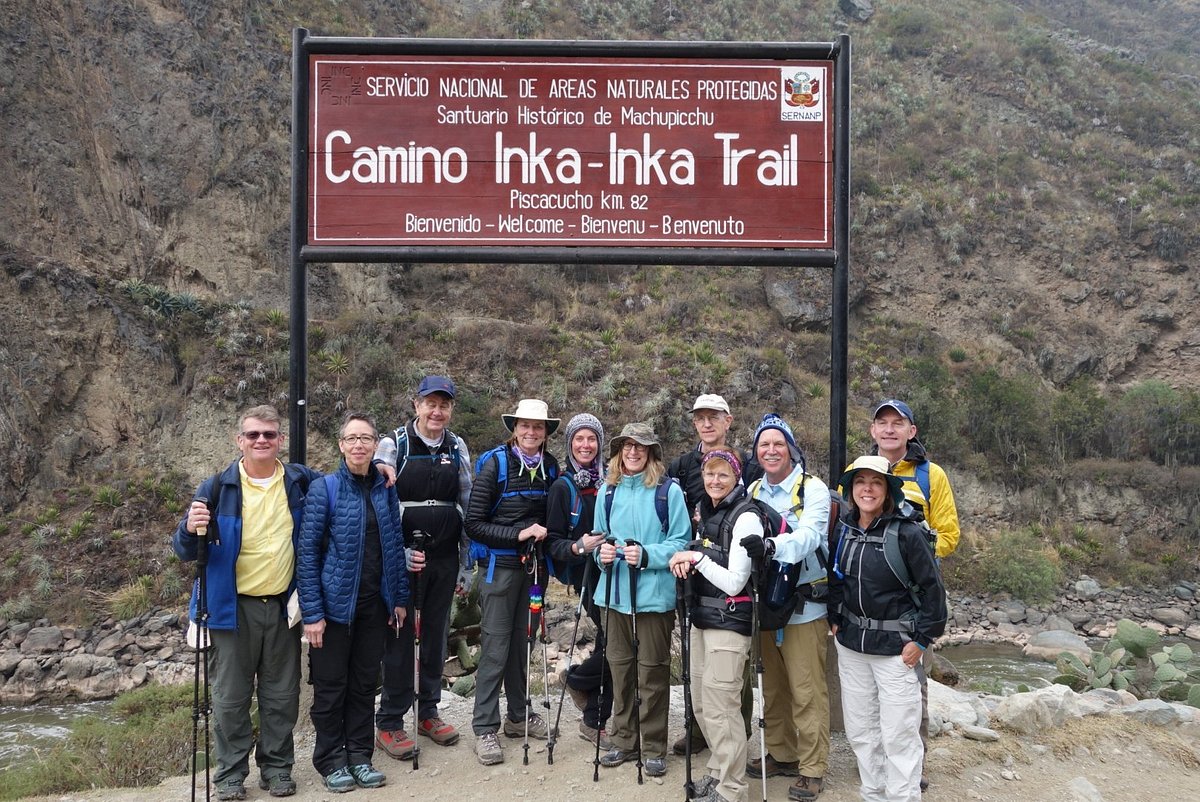 SERVICIO NACIONAL DE AREAS NATURALES PROTEGIDAS
SERNANP
Santuario Histórico de Machupicchu
Camino Inka - Inka Trail
Piscacucho km. 82
Bienvenido - Welcome - Bienvenu - Benvenuto